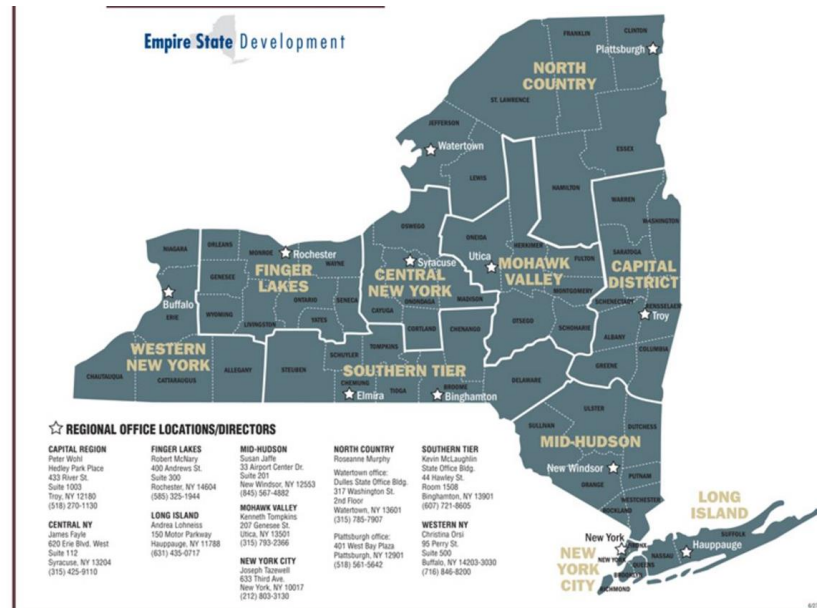 Empire State Development
FRANKLIN
CLINTON
Plattsburgh
NORTH
COUNTRY
ST. LAWRENCE
JEFFERSON
ESSEX
Watertown
LEWIS
HAMILTON
WARREN
WASHINGTON
OSWEGO
ONEIDA
HERKIMER
FULTON
SARATOGA
NIAGARA
ORLEANS
MONROE
Rochester
WAYNE
GENESEE
FINGER
LAKES
Syracuse
CENTRAL
NEW YORK
Utica
MOHAWK
VALLEY
CAPITAL
DISTRICT
MONTGOMERY
SCHENECTADY
RENSSELAER
Troy
Buffalo
ERIE
WYOMING
LIVINGSTON
ONTARIO
YATES
SENECA
ONONDAGA
CAYUGA
MADISON
CORTLAND
CHENANGO
OTSEGO
SCHOHARIE
ALBANY
COLUMBIA
GREENE
WESTERN
NEW YORK
CHAUTAUQUA
CATTARAUGUS
ALLEGANY
STEUBEN
SCHUYLER
TOMPKINS
SOUTHERN TIER
CHEMUNG
Elmira
TIOGA
BROOME
Binghamton
DELAWARE
ULSTER
SULLIVAN
DUTCHESS
MID-HUDSON
New Windsor
ORANGE
PUTNAM
WESTCHESTER
ROCKLAND
LONG
ISLAND
SUFFOLK
New York
BRONX
NEW YORK
NASSAU
Hauppauge
QUEENS
BROOKLYN
RICHMOND
NEW
YORK
CITY
REGIONAL OFFICE LOCATIONS/DIRECTORS
CAPITAL REGION
Peter Wohl
Hedley Park Place
433 River St.
Suite 1003
Troy, NY 12180
(518) 270-1130
CENTRAL NY
James Fayle
620 Erie Blvd. West
Suite 112
Syracuse, NY 13204
(315) 425-9110
FINGER LAKES
Robert McNary
400 Andrews St.
Suite 300
Rochester, NY 14604
(585) 325-1944
LONG ISLAND
Andrea Lohneiss
150 Motor Parkway
Hauppauge, NY 11788
(631) 435-0717
MID-HUDSON
Susan Jaffe
33 Airport Center Dr.
Suite 201
New Windsor, NY 12553
(845) 567-4882
MOHAWK VALLEY
Kenneth Tompkins
207 Genesee St.
Utica, NY 13501
(315) 793-2366
NEW YORK CITY
Joseph Tazewell
633 Third Ave.
New York, NY 10017
(212) 803-3130
NORTH COUNTRY
Roseanne Murphy
Watertown office:
Dulles State Office Bldg.
317 Washington St.
2nd Floor
Watertown, NY 13601
(315) 785-7907
Plattsburgh office:
401 West Bay Plaza
Plattsburgh, NY 12901
(518) 561-5642
SOUTHERN TIER
Kevin McLaughlin
State Office Bldg.
44 Hawley St.
Room 1508
Binghamton, NY 13901
(607) 721-8605
WESTERN NY
Christina Orsi
95 Perry St.
Suite 500
Buffalo, NY 14203-3030
(716) 846-8200